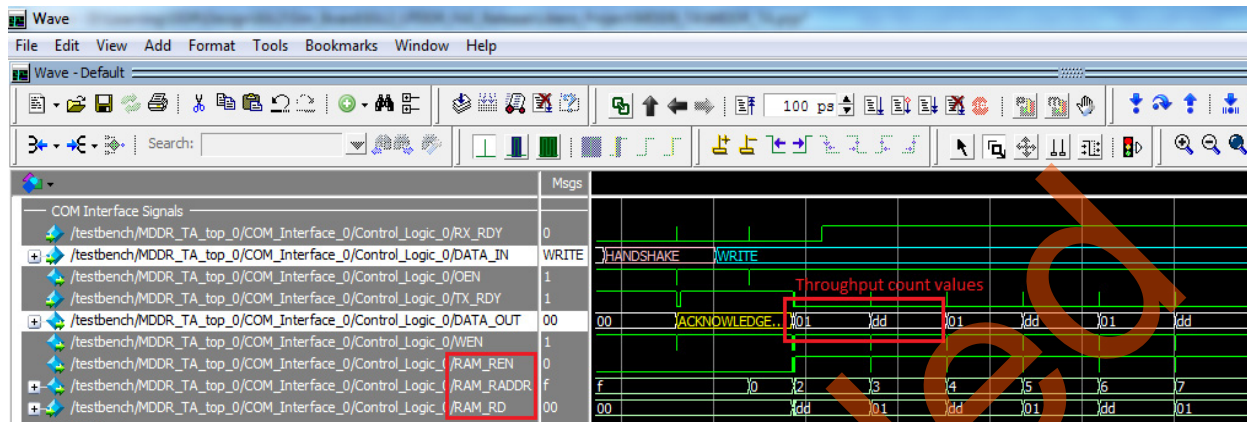 Wave
File Edit View Add Format Tools Bookmarks Window Help
Wave - Default
100 ps
Search:
Msgs
COM Interface Signals
/testbench/MDDR_TA_top_0/COM_Interface_0/Control_Logic_0/RX_RDY 0
/testbench/MDDR_TA_top_0/COM_Interface_0/Control_Logic_0/DATA_IN WRITE HANDSHAKE WRITE
/testbench/MDDR_TA_top_0/COM_Interface_0/Control_Logic_0/OEN 1
Throughput count values
/testbench/MDDR_TA_top_0/COM_Interface_0/Control_Logic_0/TX_RDY 1
/testbench/MDDR_TA_top_0/COM_Interface_0/Control_Logic_0/DATA_OUT 00 00 ACKNOWLEDGE.. 01 dd 01 dd 01 dd
/testbench/MDDR_TA_top_0/COM_Interface_0/Control_Logic_0/WEN 1
/testbench/MDDR_TA_top_0/COM_Interface_0/Control_Logic_0/RAM_REN 0
/testbench/MDDR_TA_top_0/COM_Interface_0/Control_Logic_0/RAM_RADDR f f 0 2 3 4 5 6 7
/testbench/MDDR_TA_top_0/COM_Interface_0/Control_Logic_0/RAM_RD 00 00 dd 01 dd 01 dd 01